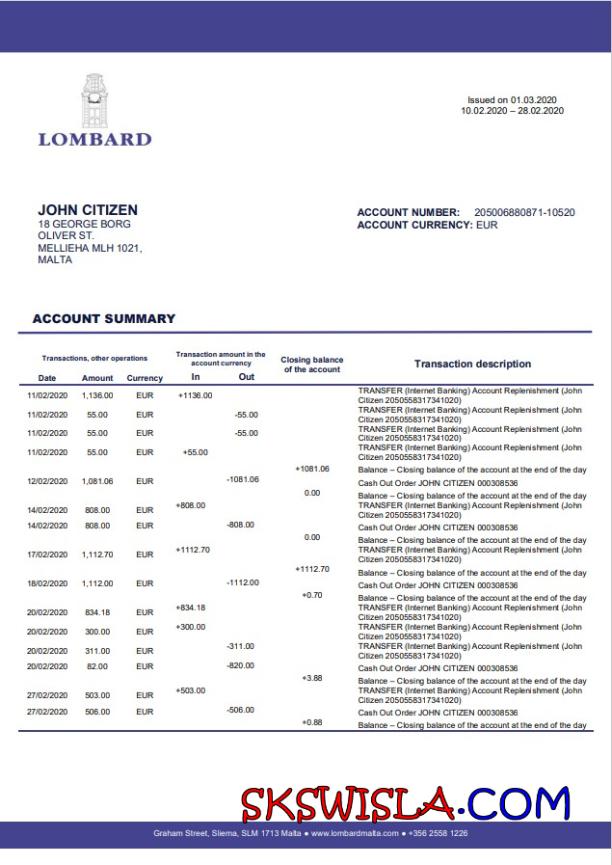 Issued on 01.03.2020
10.02.2020 – 28.02.2020
LOMBARD
JOHN CITIZEN
18 GEORGE BORG
OLIVER ST.
MELLIEHA MLH 1021,
MALTA
ACCOUNT NUMBER: 205006880871-10520
ACCOUNT CURRENCY: EUR
ACCOUNT SUMMARY
Transactions, other operations
Transaction amount in the
account currency
Closing balance
of the account
Transaction description
Date Amount Currency In Out
11/02/2020 1,136.00 EUR +1136.00 TRANSFER (Internet Banking) Account Replenishment (John
Citizen 2050558317341020)
11/02/2020 55.00 EUR -55.00 TRANSFER (Internet Banking) Account Replenishment (John
Citizen 2050558317341020)
11/02/2020 55.00 EUR -55.00 TRANSFER (Internet Banking) Account Replenishment (John
Citizen 2050558317341020)
11/02/2020 55.00 EUR +55.00 TRANSFER (Internet Banking) Account Replenishment (John
Citizen 2050558317341020)
+1081.06 Balance – Closing balance of the account at the end of the day
12/02/2020 1,081.06 EUR -1081.06 Cash Out Order JOHN CITIZEN 000308536
0.00 Balance – Closing balance of the account at the end of the day
14/02/2020 808.00 EUR +808.00 TRANSFER (Internet Banking) Account Replenishment (John
Citizen 2050558317341020)
14/02/2020 808.00 EUR -808.00 Cash Out Order JOHN CITIZEN 000308536
0.00 Balance – Closing balance of the account at the end of the day
17/02/2020 1,112.70 EUR +1112.70 TRANSFER (Internet Banking) Account Replenishment (John
Citizen 2050558317341020)
+1112.70 Balance – Closing balance of the account at the end of the day
18/02/2020 1,112.00 EUR -1112.00 Cash Out Order JOHN CITIZEN 000308536
+0.70 Balance – Closing balance of the account at the end of the day
20/02/2020 834.18 EUR +834.18 TRANSFER (Internet Banking) Account Replenishment (John
Citizen 2050558317341020)
20/02/2020 300.00 EUR +300.00 TRANSFER (Internet Banking) Account Replenishment (John
Citizen 2050558317341020)
20/02/2020 311.00 EUR -311.00 TRANSFER (Internet Banking) Account Replenishment (John
Citizen 2050558317341020)
20/02/2020 82.00 EUR -820.00 Cash Out Order JOHN CITIZEN 000308536
+3.88 Balance – Closing balance of the account at the end of the day
27/02/2020 503.00 EUR +503.00 TRANSFER (Internet Banking) Account Replenishment (John
Citizen 2050558317341020)
27/02/2020 506.00 EUR -506.00 Cash Out Order JOHN CITIZEN 000308536
+0.88 Balance – Closing balance of the account at the end of the day
SKSWISLA.COM
Graham Street, Sliema, SLM 1713 Malta ● www.lombardmalta.com ● +356 2558 1226